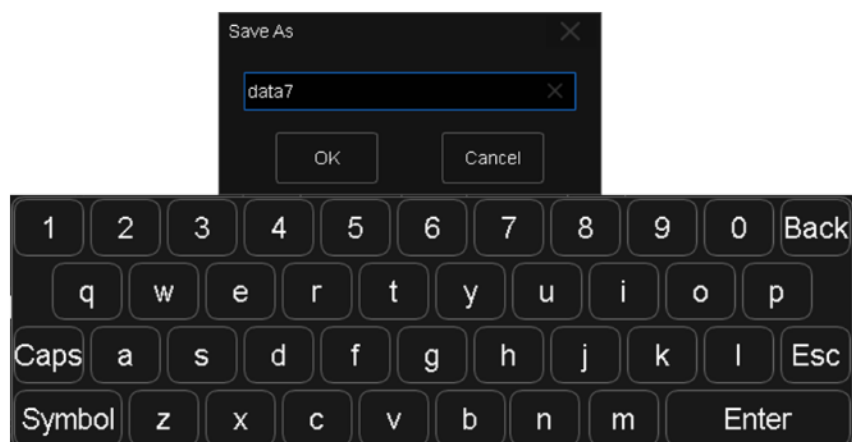 Save As
data7
OK Cancel
1 2 3 4 5 6 7 8 9 0 Back
q w e r t y u i o p
Caps a s d f g h j k l Esc
Symbol z x c v b n m Enter